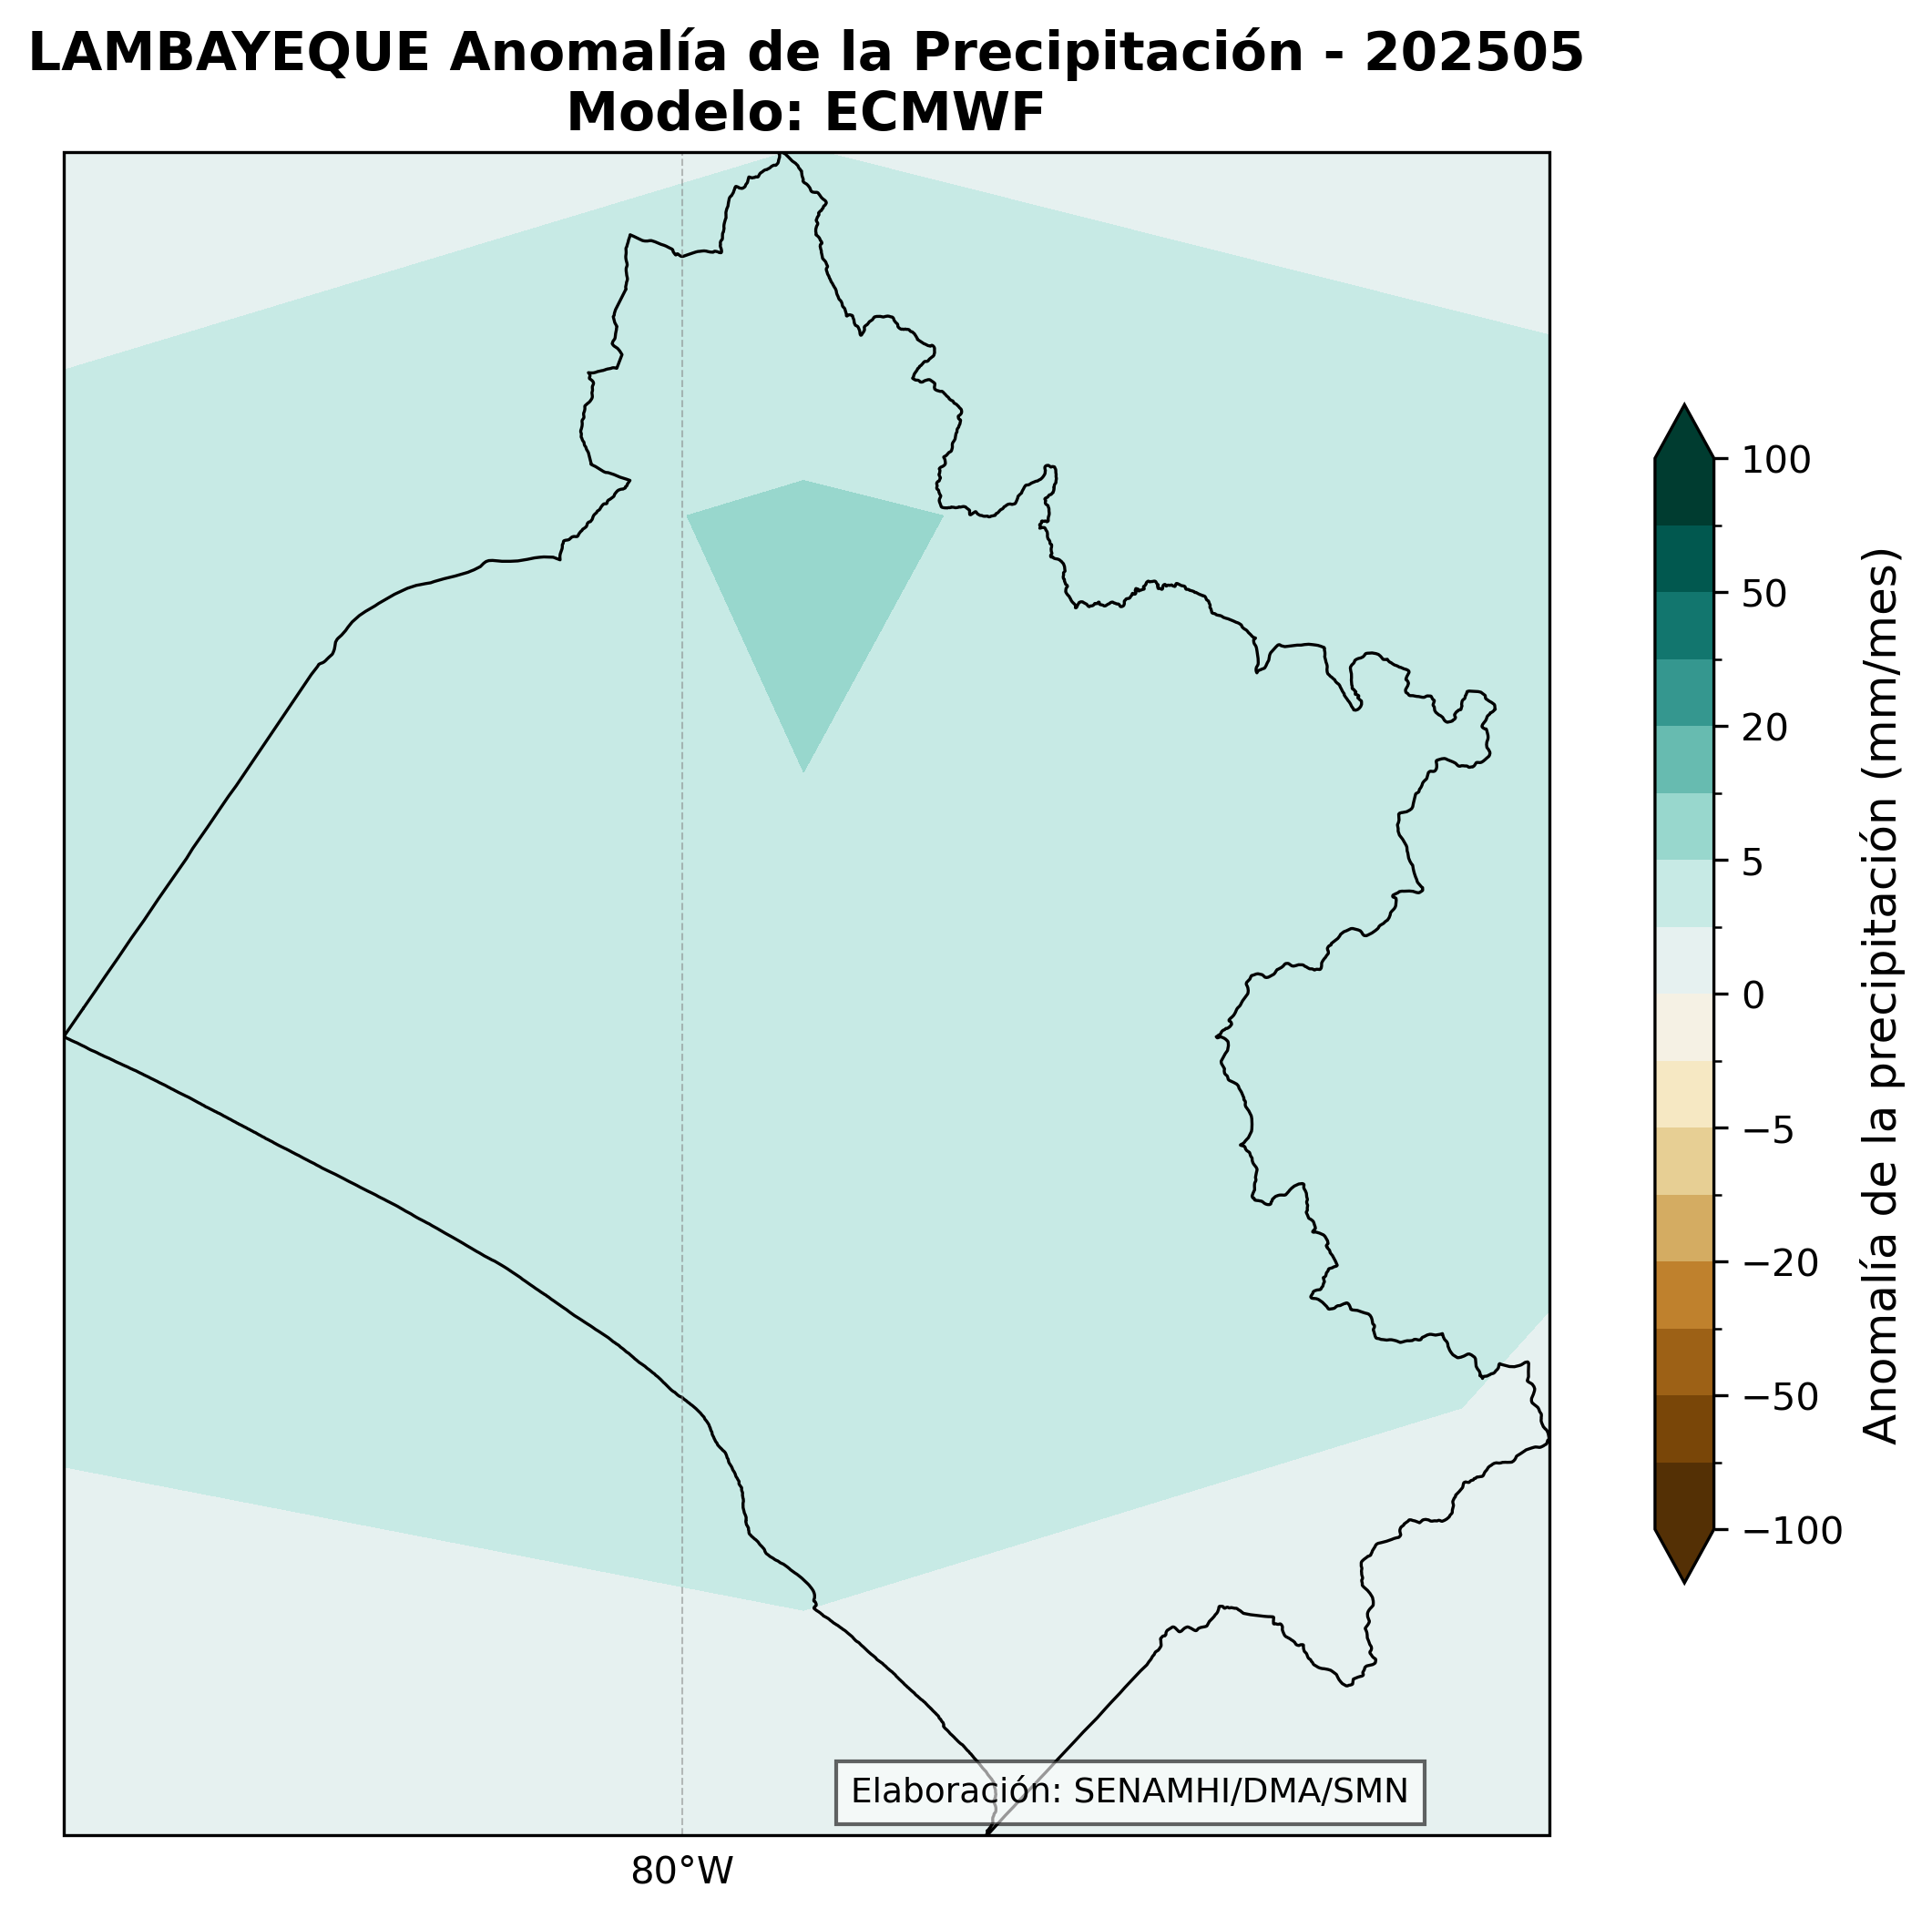 LAMBAYEQUE Anomalía de la Precipitación - 202505
Modelo: ECMWF
100
50
20
5
0
−5
−20
−50
−100
Anomalía de la precipitación (mm/mes)
Elaboración: SENAMHI/DMA/SMN
80°W